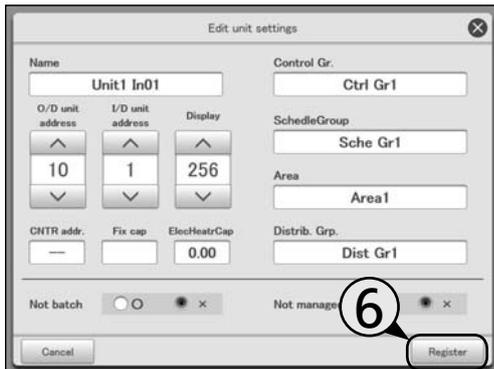 Edit unit settings
Name
Unit1 In01
Control Gr.
Ctrl Gr1
O/D unit address
I/D unit address
Display
10
1
256
SchedleGroup
Sche Gr1
Area
Area1
CNTR addr.
Fix cap
ElecHeatrCap
---
0.00
Distrib. Grp.
Dist Gr1
Not batch
O
×
Not manage
×
6
Cancel
Register